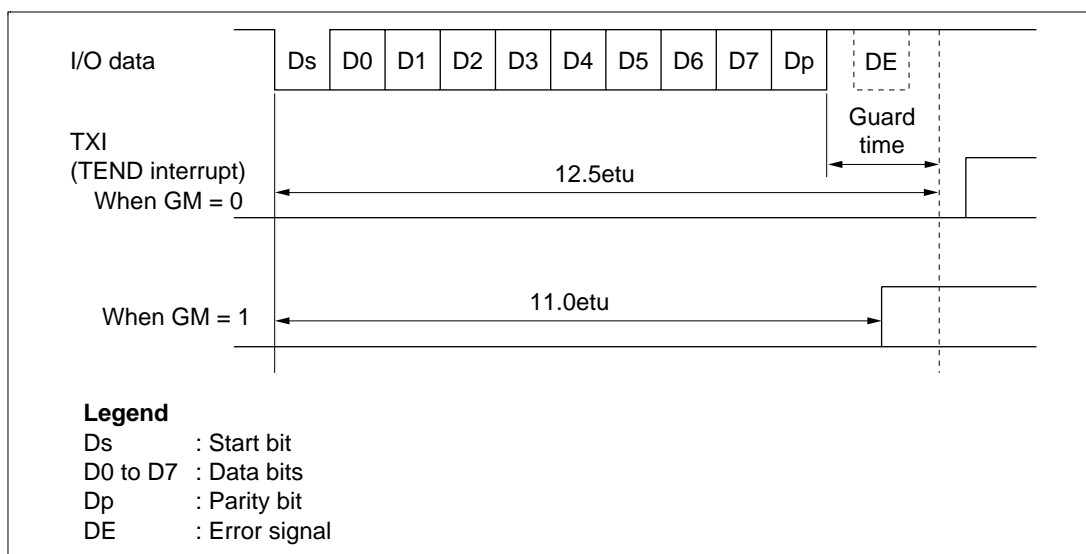 I/O data
Ds D0 D1 D2 D3 D4 D5 D6 D7 Dp DE
Guard
time
TXI
(TEND interrupt)
12.5etu
When GM = 0
11.0etu
When GM = 1
Legend
Ds : Start bit
D0 to D7 : Data bits
Dp : Parity bit
DE : Error signal